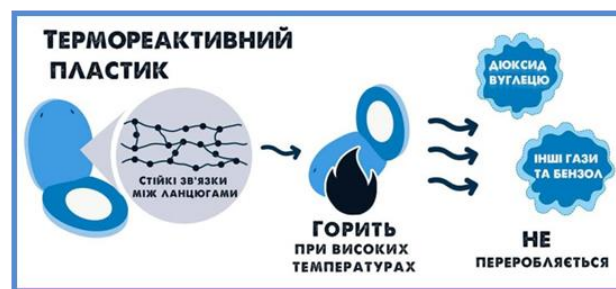 ТЕРМОРЕАКТИВНИЙ
ПЛАСТИК
СТІЙКІ ЗВ'ЯЗКИ
МІЖ ЛАНЦЮГАМИ
ГОРИТЬ
ПРИ ВИСОКИХ
ТЕМПЕРАТУРАХ
ДІОКСИД
ВУГЛЕЦЮ
ІНШІ ГАЗИ
ТА БЕНЗОЛ
НЕ
ПЕРЕРОБЛЯЄТЬСЯ